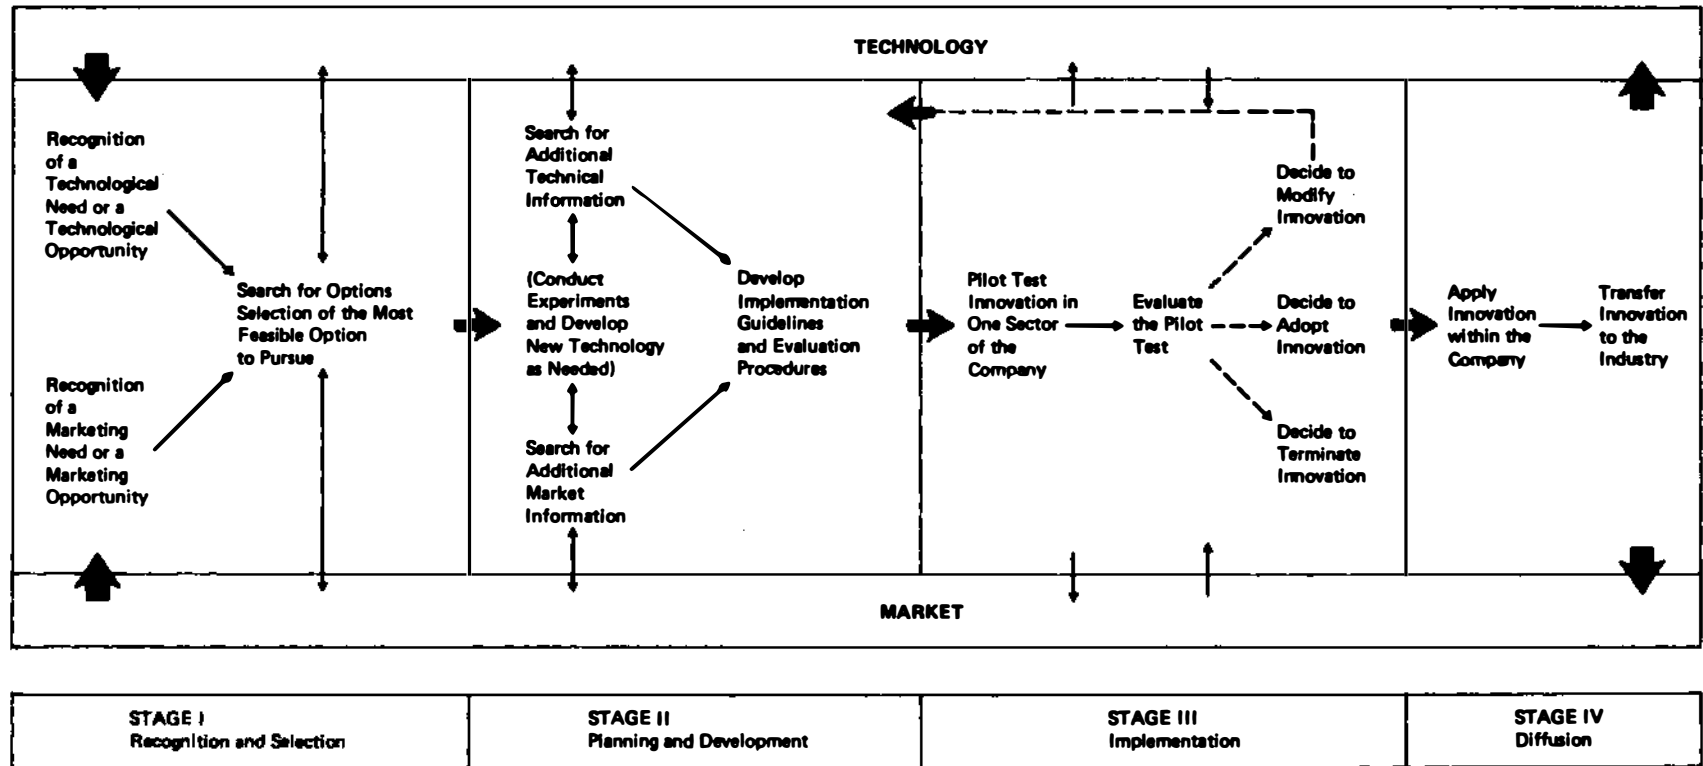 TECHNOLOGY
Recognition
of a
Technological
Need or a
Technological
Opportunity
Recognition
of a
Marketing
Need or a
Marketing
Opportunity
Search for Options
Selection of the Most
Feasible Option
to Pursue
Search for
Additional
Technical
Information
(Conduct
Experiments
and Develop
New Technology
as Needed)
Search for
Additional
Market
Information
Develop
Implementation
Guidelines
and Evaluation
Procedures
Pilot Test
Innovation in
One Sector
of the
Company
Evaluate
the Pilot
Test
Decide to
Modify
Innovation
Decide to
Adopt
Innovation
Decide to
Terminate
Innovation
Apply
Innovation
within the
Company
Transfer
Innovation
to the
Industry
MARKET
STAGE I
Recognition and Selection
STAGE II
Planning and Development
STAGE III
Implementation
STAGE IV
Diffusion